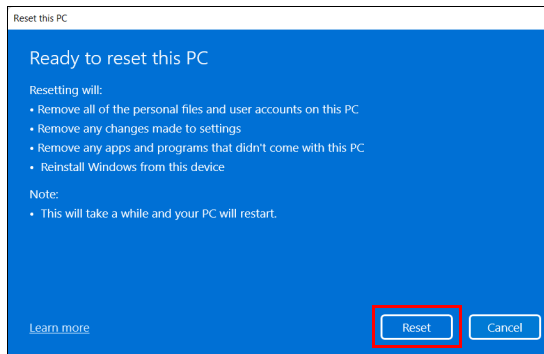 Reset this PC
Ready to reset this PC
Resetting will:
• Remove all of the personal files and user accounts on this PC
• Remove any changes made to settings
• Remove any apps and programs that didn't come with this PC
• Reinstall Windows from this device
Note:
• This will take a while and your PC will restart.
Learn more Reset Cancel